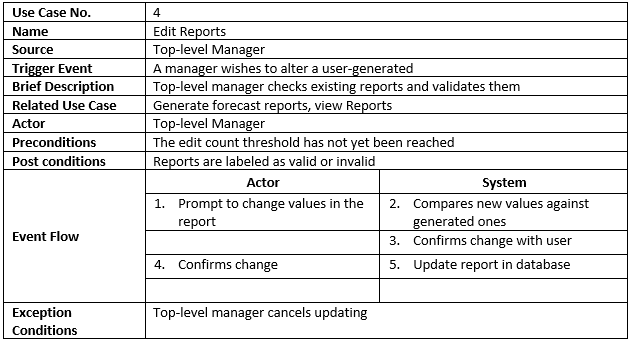 Use Case No. 4
Name Edit Reports
Source Top-level Manager
Trigger Event A manager wishes to alter a user-generated
Brief Description Top-level manager checks existing reports and validates them
Related Use Case Generate forecast reports, view Reports
Actor Top-level Manager
Preconditions The edit count threshold has not yet been reached
Post conditions Reports are labeled as valid or invalid
Event Flow
Actor System
1. Prompt to change values in the report
2. Compares new values against generated ones
3. Confirms change with user
4. Confirms change
5. Update report in database
Exception Conditions Top-level manager cancels updating